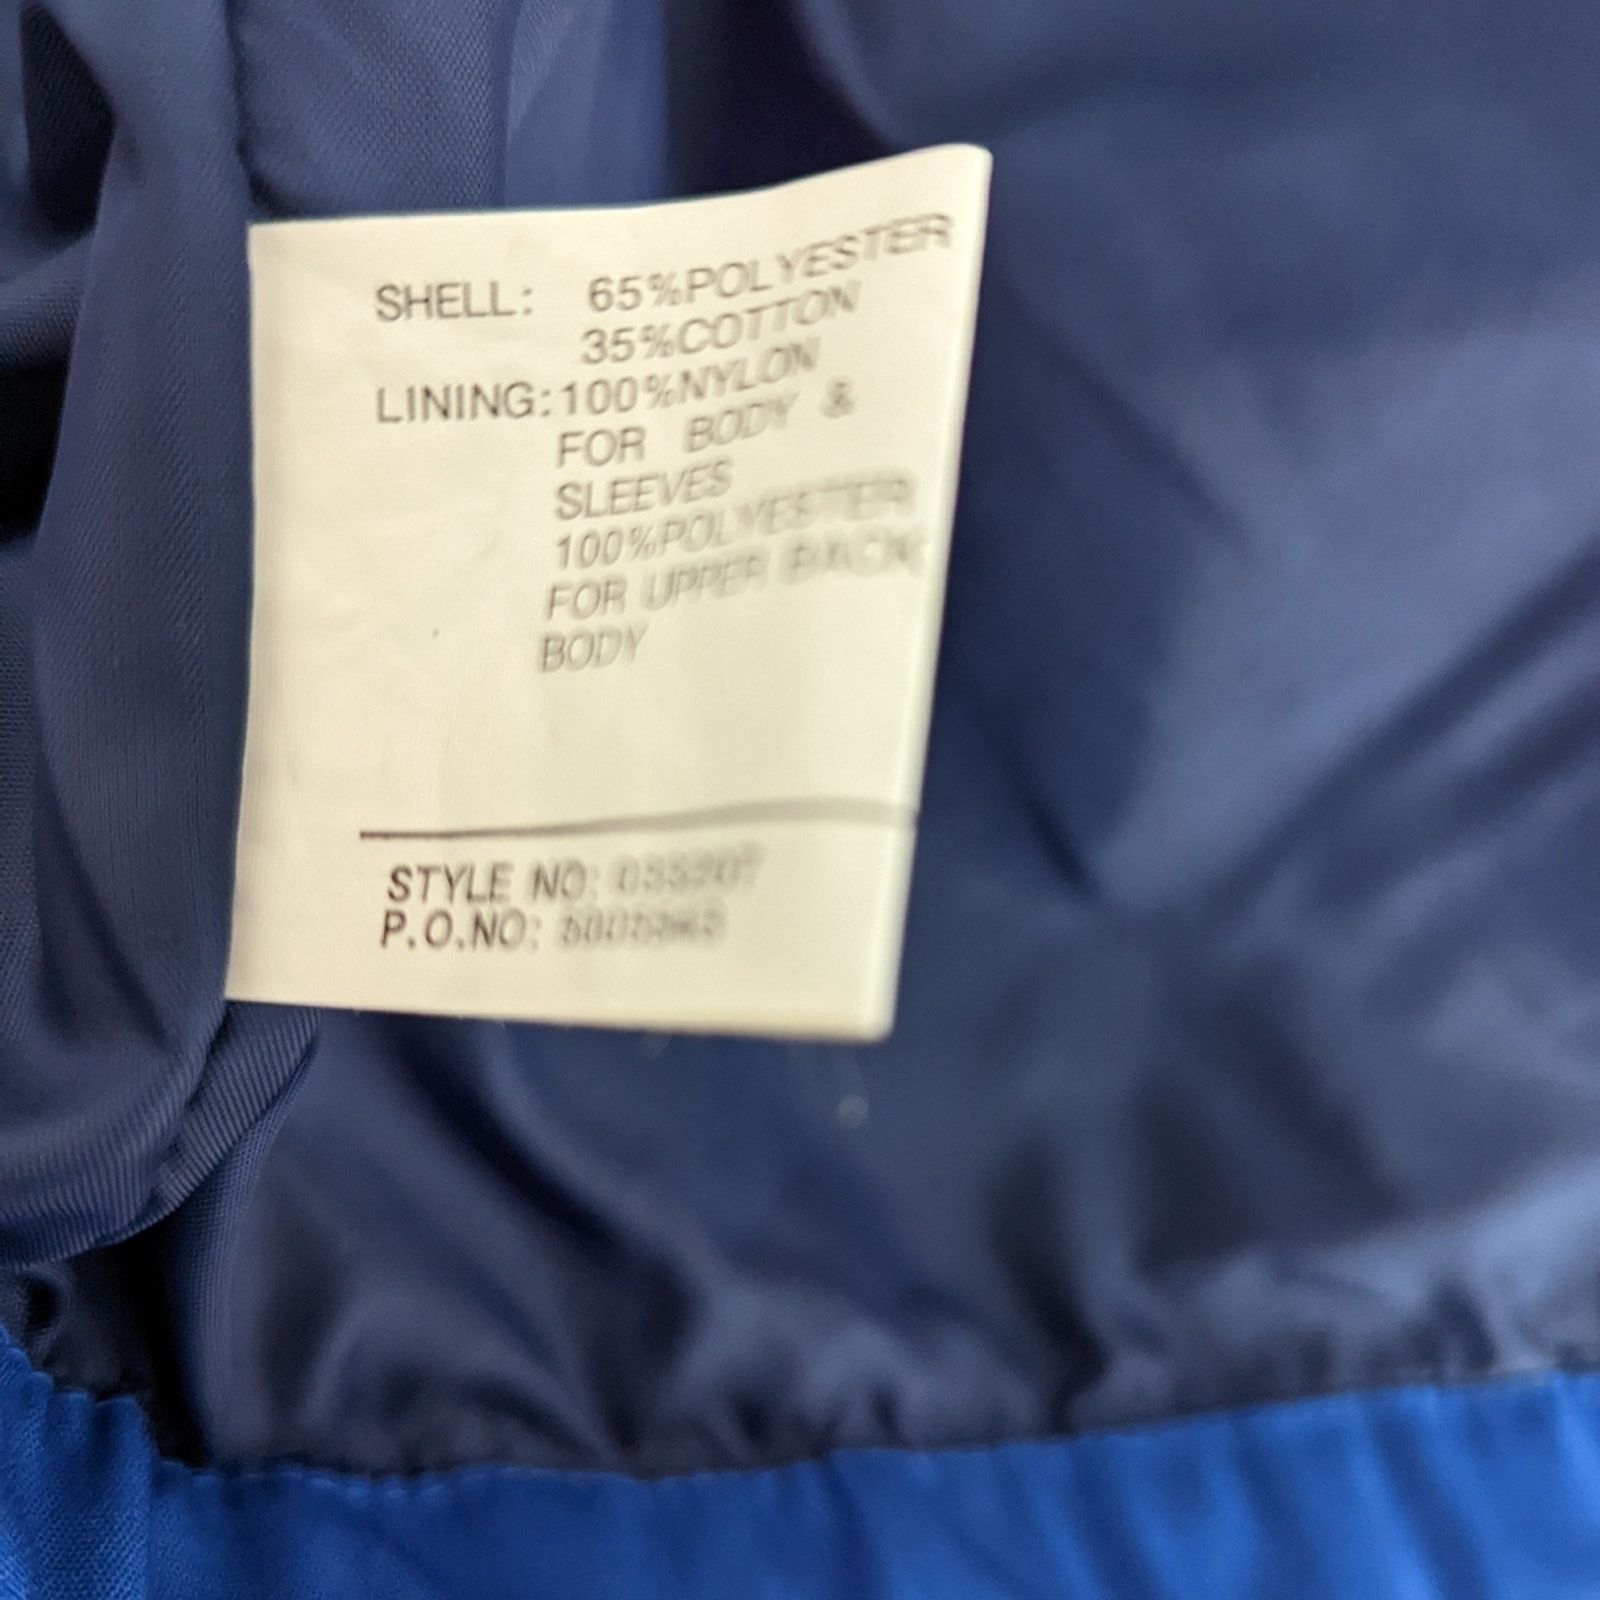 SHELL: 65%POLYESTER
35%COTTON
LINING:100%NYLON
FOR BODY &
SLEEVES
100%POLYESTER
FOR UPPER BACK
BODY
STYLE NO:
P.O.NO: